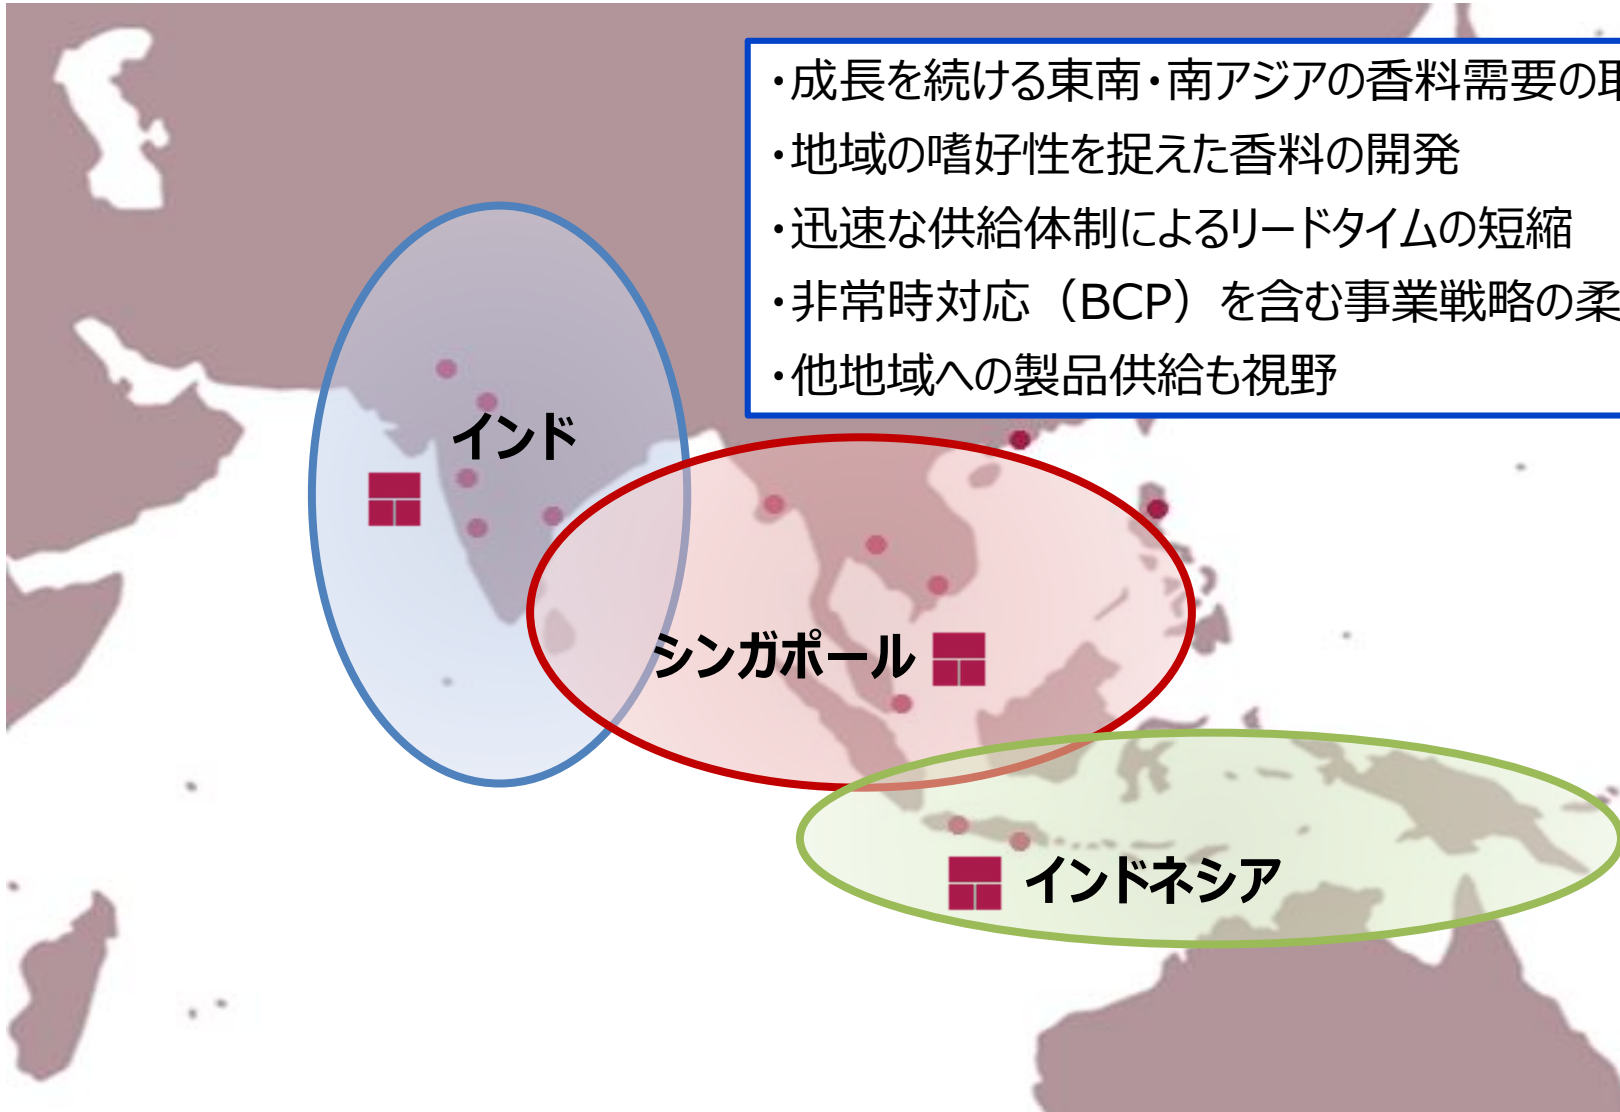 ・成長を続ける東南・南アジアの香料需要の
・地域の嗜好性を捉えた香料の開発
・迅速な供給体制によるリードタイムの短縮
・非常時対応（BCP）を含む事業戦略の柔
・他地域への製品供給も視野
インド
シンガポール
インドネシア